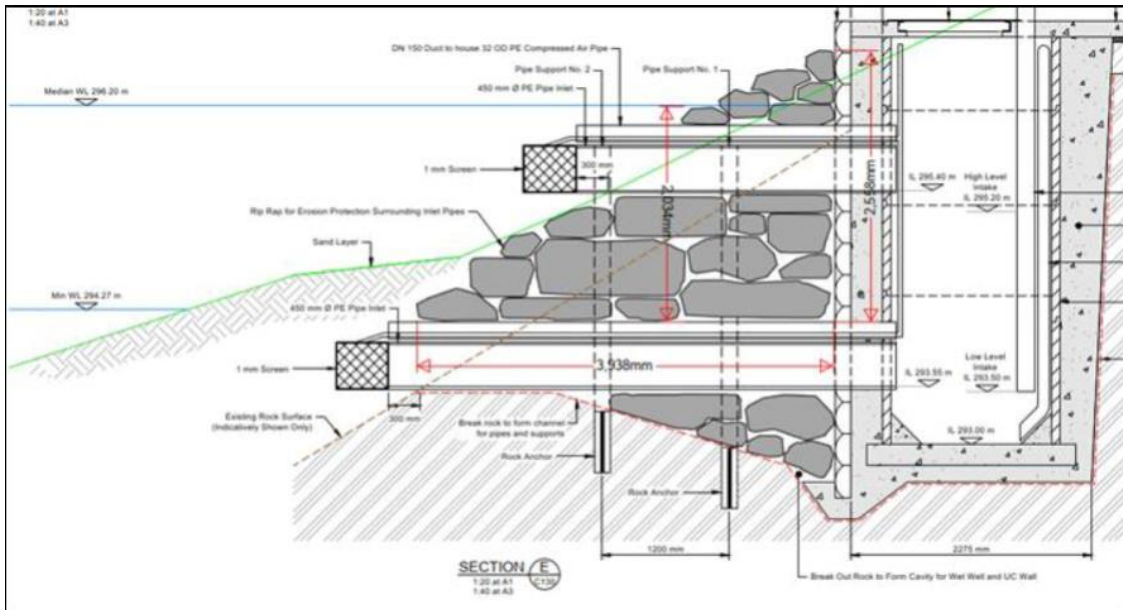 1:20 at A1
1:40 at A3
DN 150 Duct to house 32 OD PE Compressed Air Pipe
Pipe Support No. 2
Pipe Support No. 1
450 mm Ø PE Pipe Inlet
Median WL 296.20 m
1 mm Screen
300 mm
2,034mm
2,558mm
IL 295.40 m
High Level
Intake
IL 295.20 m
Rip Rap for Erosion Protection Surrounding Inlet Pipes
Sand Layer
Min WL 294.27 m
450 mm Ø PE Pipe Inlet
1 mm Screen
3,938mm
IL 293.55 m
Low Level
Intake
IL 293.50 m
300 mm
Existing Rock Surface
(Indicatively Shown Only)
Break rock to form channel
for pipes and supports
IL 293.00 m
Rock Anchor
Rock Anchor
1200 mm
2275 mm
SECTION E
C130
1:20 at A1
1:40 at A3
Break Out Rock to Form Cavity for Wet Well and UC Wall